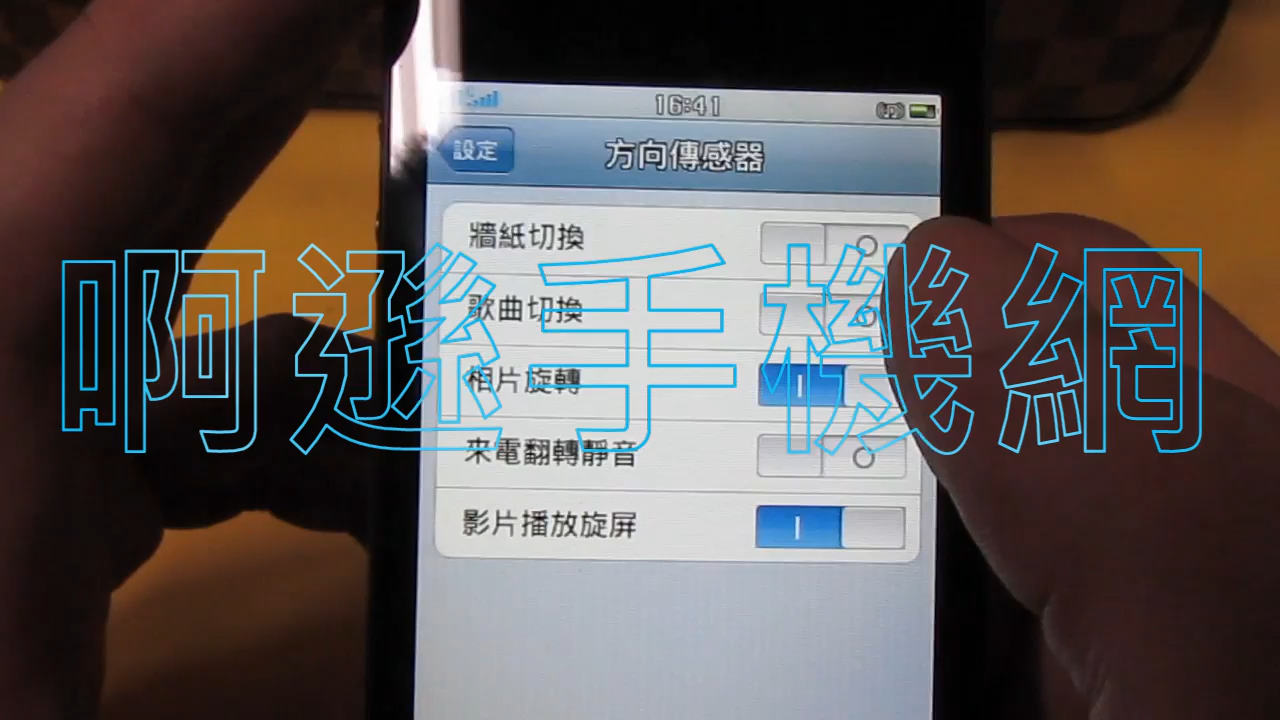 16:41
設定
方向傳感器
牆紙切換
歌曲切換
相片旋轉
来電翻轉靜音
影片播放旋屏
啊遜手機網